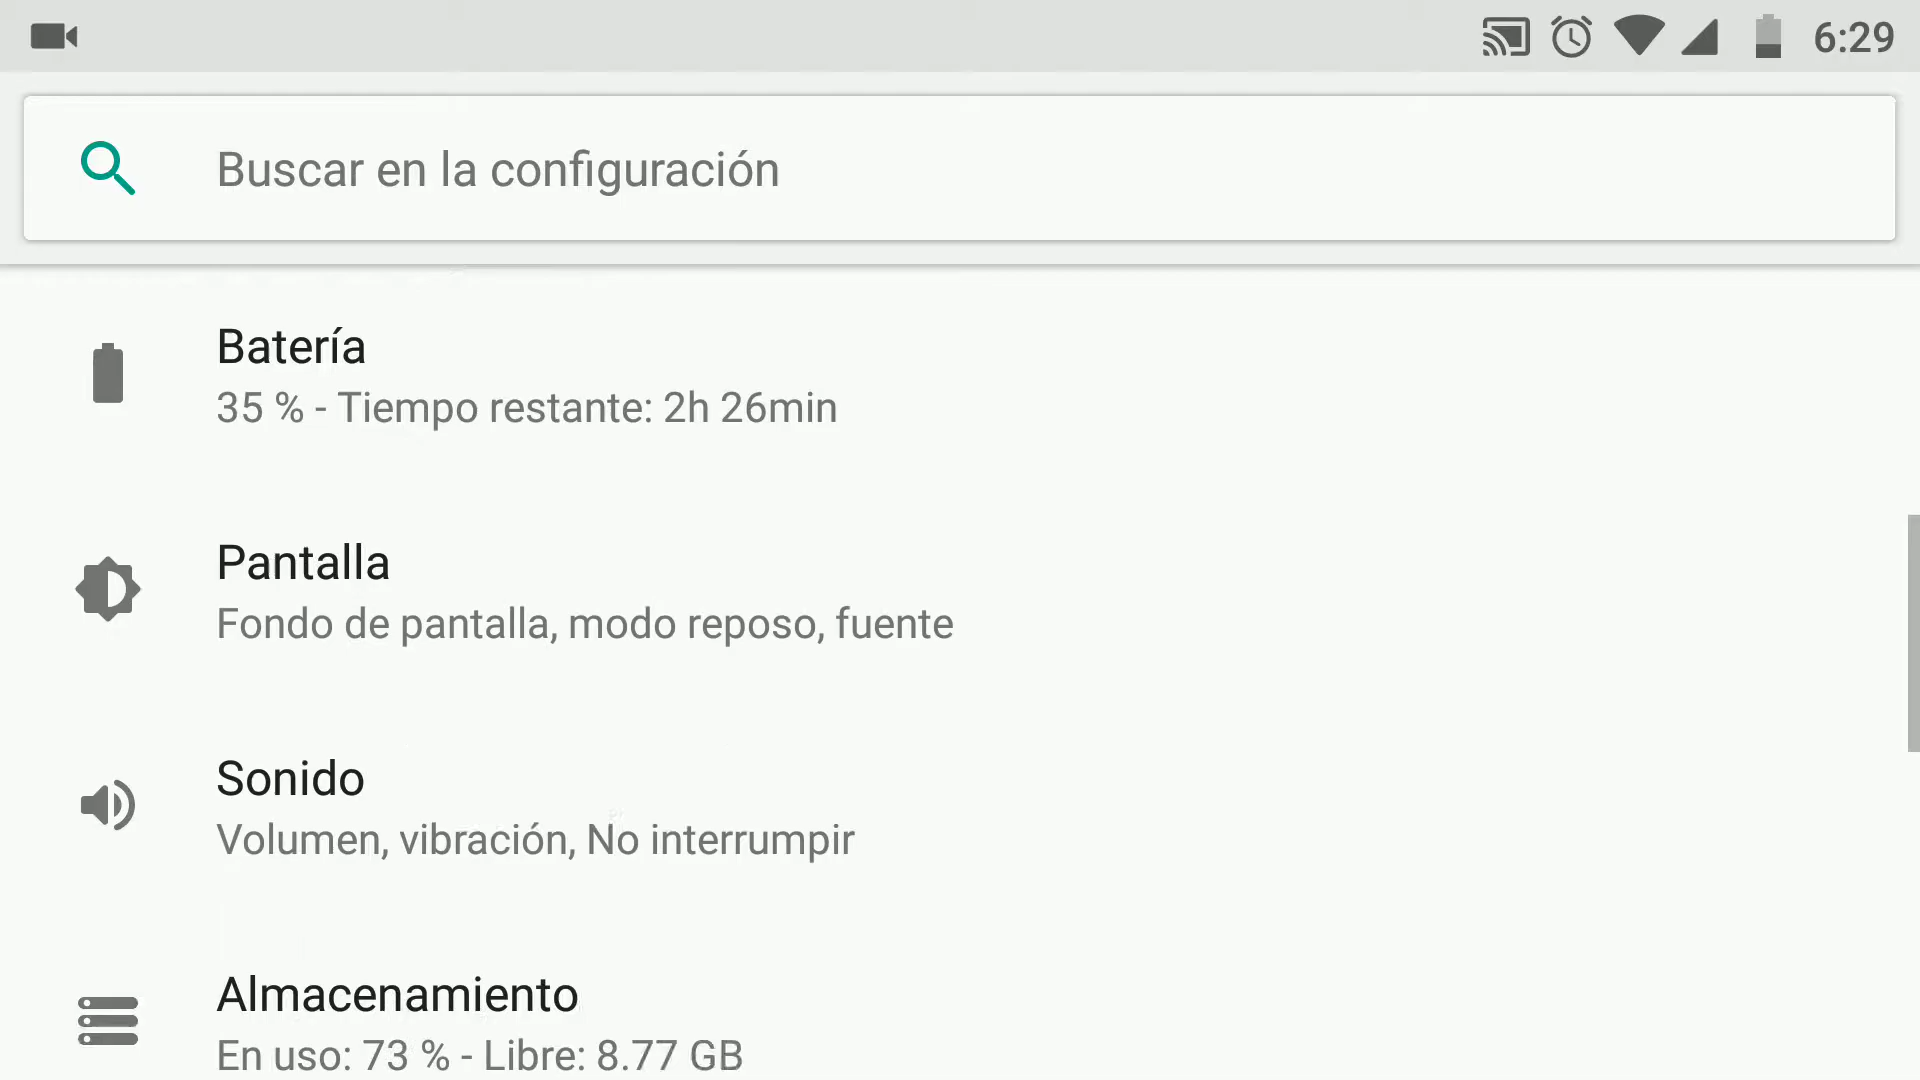 6:29
Buscar en la configuración
Batería
35 % - Tiempo restante: 2h 26min
Pantalla
Fondo de pantalla, modo reposo, fuente
Sonido
Volumen, vibración, No interrumpir
Almacenamiento
En uso: 73 % - Libre: 8.77 GB